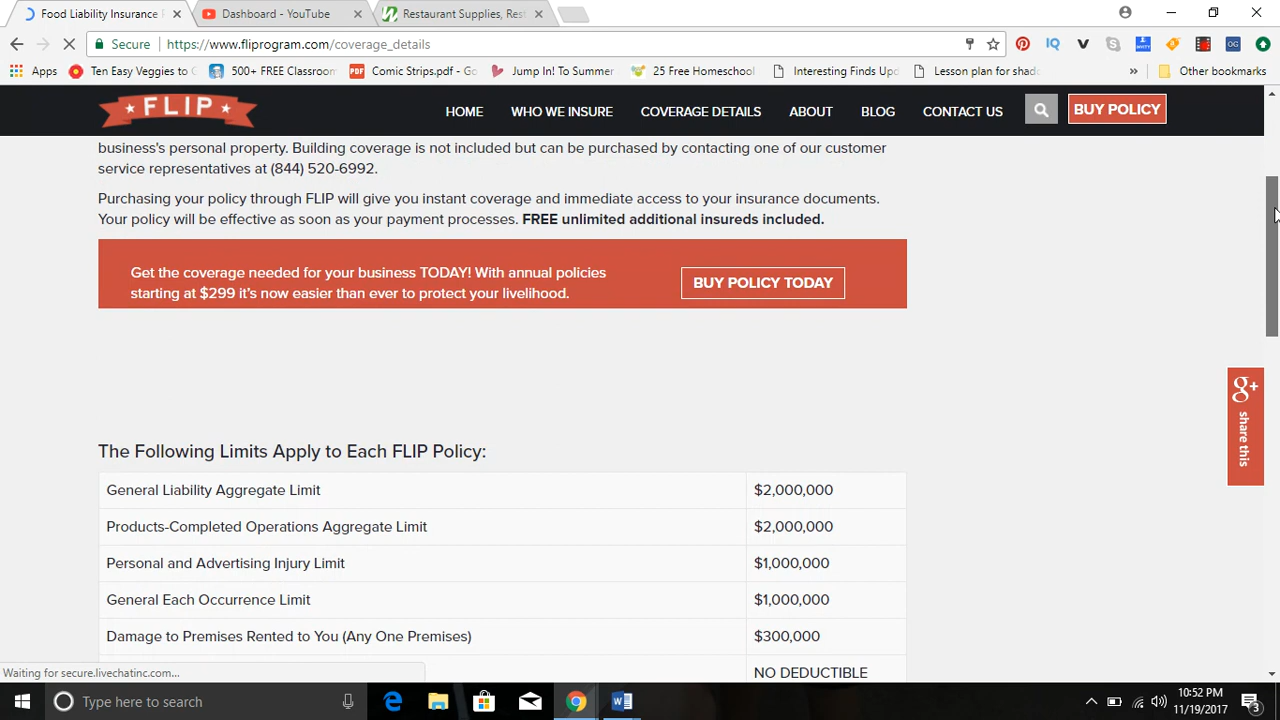 Food Liability Insurance
Dashboard - YouTube
Restaurant Supplies, Rest
Secure
https://www.fliprogram.com/coverage_details
Apps
Ten Easy Veggies to C
500+ FREE Classroom
Comic Strips.pdf - Go
Jump In! To Summer
25 Free Homeschool
Interesting Finds Upd
Lesson plan for shad
Other bookmarks
FLIP
HOME
WHO WE INSURE
COVERAGE DETAILS
ABOUT
BLOG
CONTACT US
BUY POLICY
business's personal property. Building coverage is not included but can be purchased by contacting one of our customer
service representatives at (844) 520-6992.
Purchasing your policy through FLIP will give you instant coverage and immediate access to your insurance documents.
Your policy will be effective as soon as your payment processes. FREE unlimited additional insureds included.
Get the coverage needed for your business TODAY! With annual policies
starting at $299 it's now easier than ever to protect your livelihood.
BUY POLICY TODAY
g+ share this
The Following Limits Apply to Each FLIP Policy:
General Liability Aggregate Limit $2,000,000
Products-Completed Operations Aggregate Limit $2,000,000
Personal and Advertising Injury Limit $1,000,000
General Each Occurrence Limit $1,000,000
Damage to Premises Rented to You (Any One Premises) $300,000
NO DEDUCTIBLE
Waiting for secure.livechatinc.com...
Type here to search
10:52 PM
11/19/2017
3